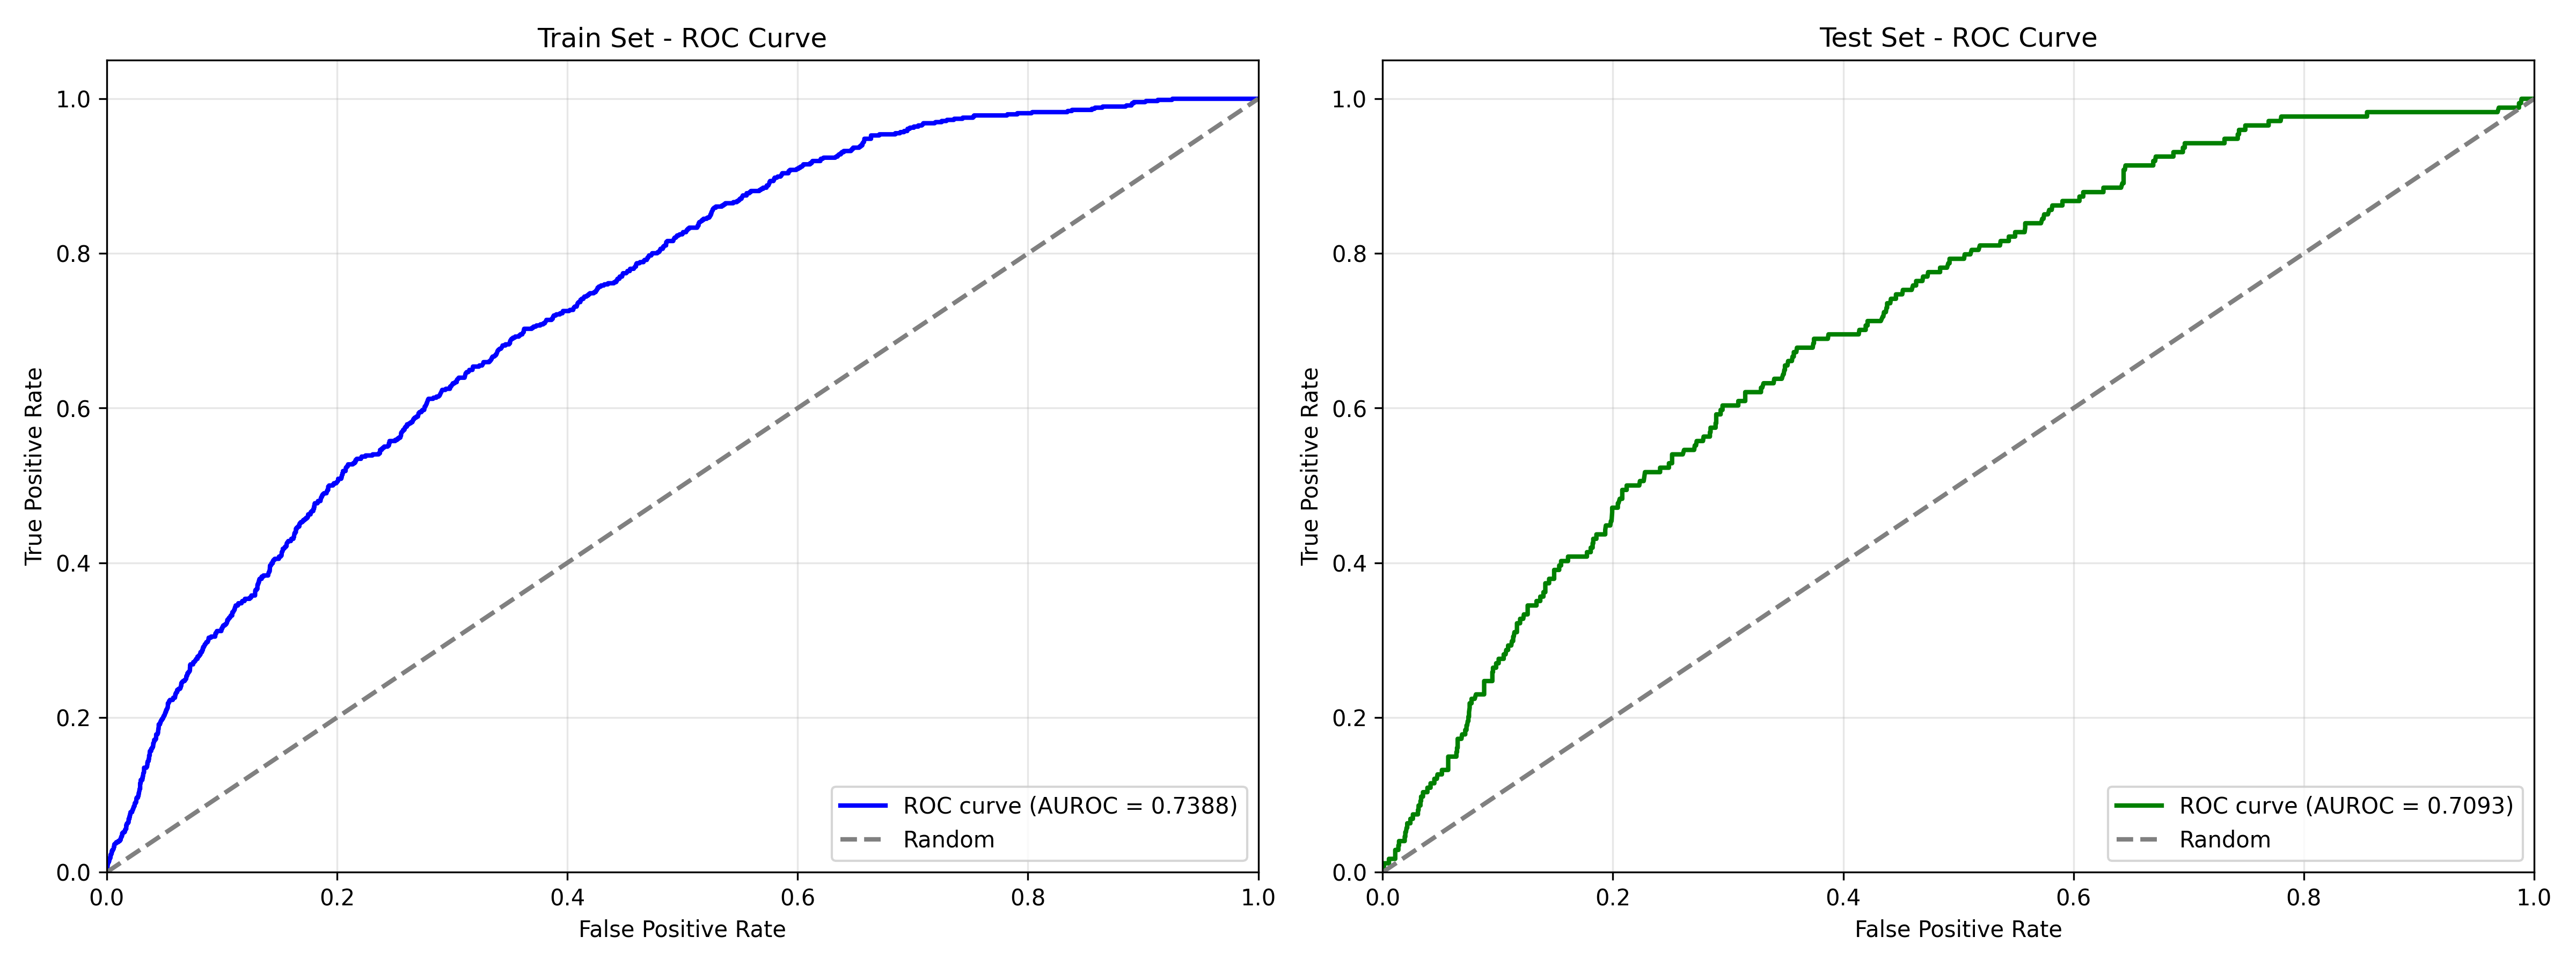 Train Set - ROC Curve
True Positive Rate
1.0
0.8
0.6
0.4
0.2
0.0
0.0 0.2 0.4 0.6 0.8 1.0
False Positive Rate
ROC curve (AUROC = 0.7388)
Random
Test Set - ROC Curve
True Positive Rate
1.0
0.8
0.6
0.4
0.2
0.0
0.0 0.2 0.4 0.6 0.8 1.0
False Positive Rate
ROC curve (AUROC = 0.7093)
Random